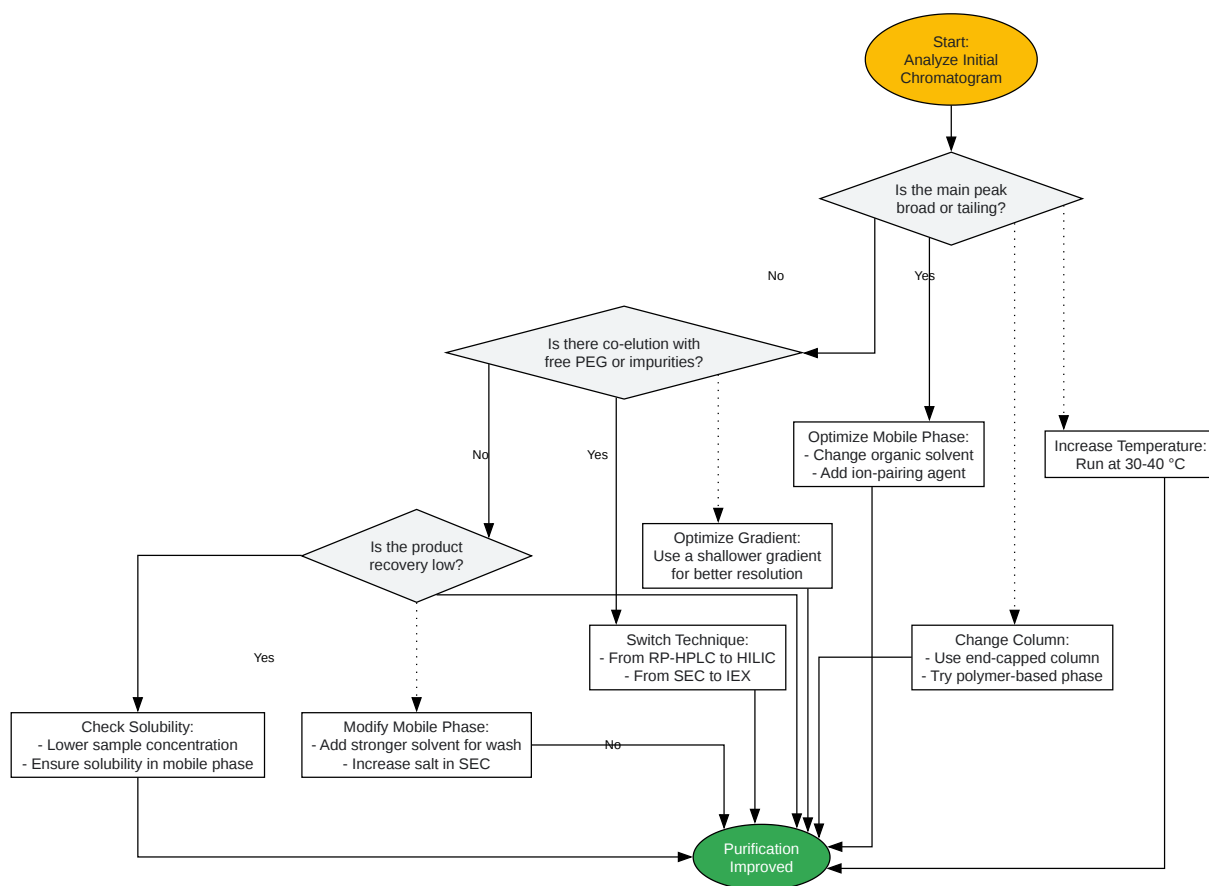 Start:
Analyze Initial
Chromatogram
Is the main peak
broad or tailing?
No
Yes
Is there co-elution with
free PEG or impurities?
Optimize Mobile Phase:
- Change organic solvent
- Add ion-pairing agent
Increase Temperature:
Run at 30-40 °C
No
Yes
Is the product
recovery low?
Optimize Gradient:
Use a shallower gradient
for better resolution
Switch Technique:
- From RP-HPLC to HILIC
- From SEC to IEX
Change Column:
- Use end-capped column
- Try polymer-based phase
Yes
Check Solubility:
- Lower sample concentration
- Ensure solubility in mobile phase
Modify Mobile Phase:
- Add stronger solvent for wash
- Increase salt in SEC
No
Purification
Improved